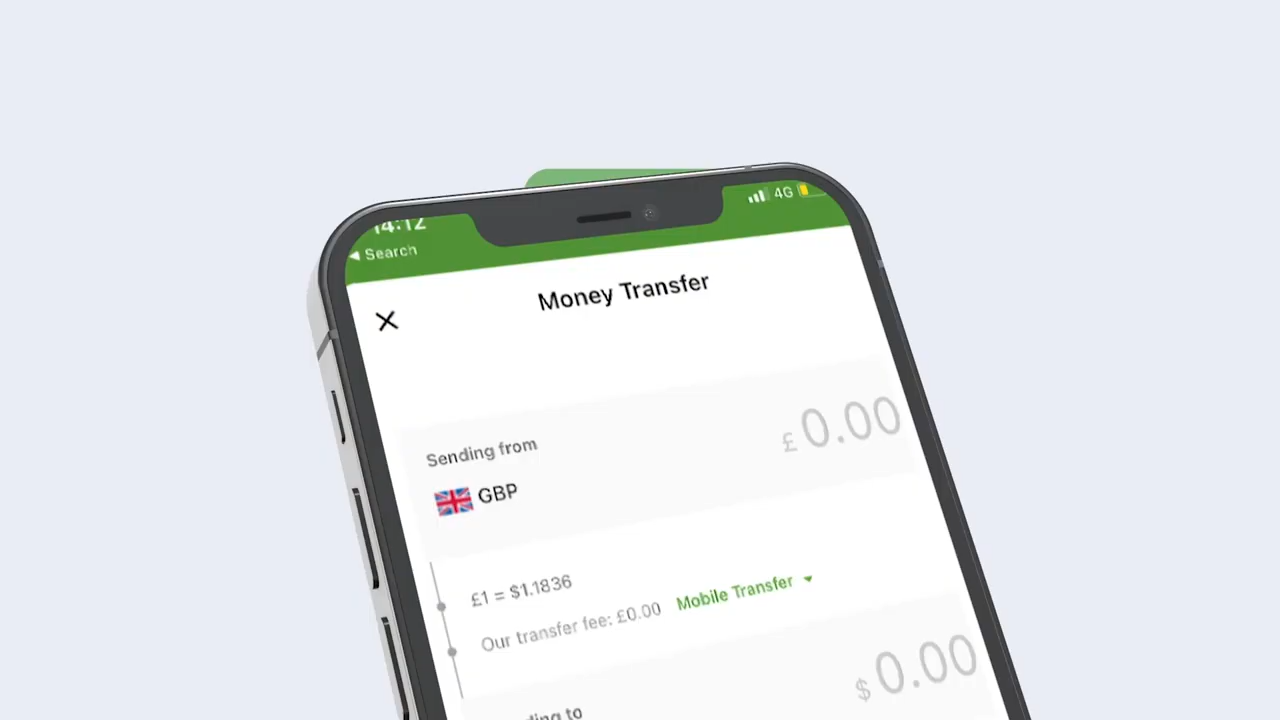 14:12
4G
◀ Search
Money Transfer
Sending from
£ 0.00
GBP
£1 = $1.1836
Our transfer fee: £0.00 Mobile Transfer
$ 0.00
to